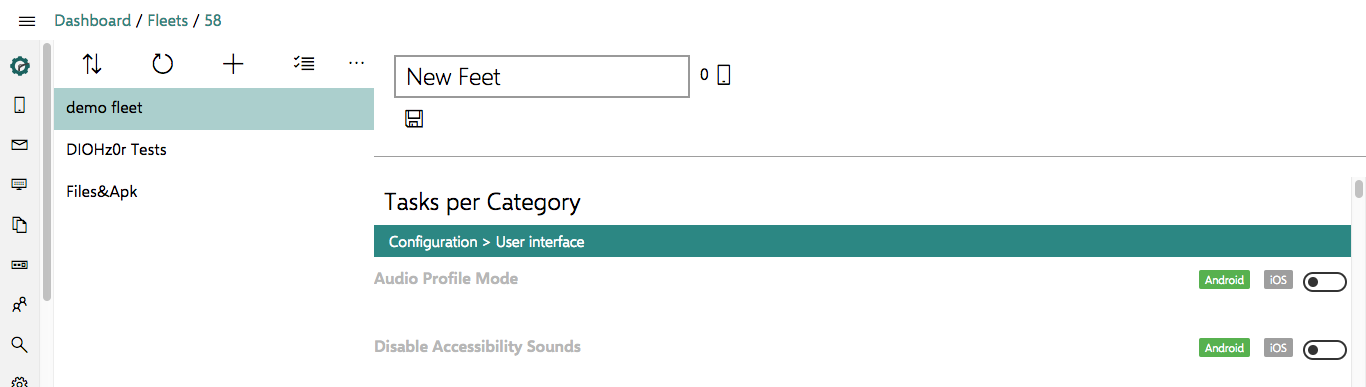 Dashboard / Fleets / 58
demo fleet
DIOHz0r Tests
Files&Apk
New Feet
0
Tasks per Category
Configuration > User interface
Audio Profile Mode Android iOS
Disable Accessibility Sounds Android iOS